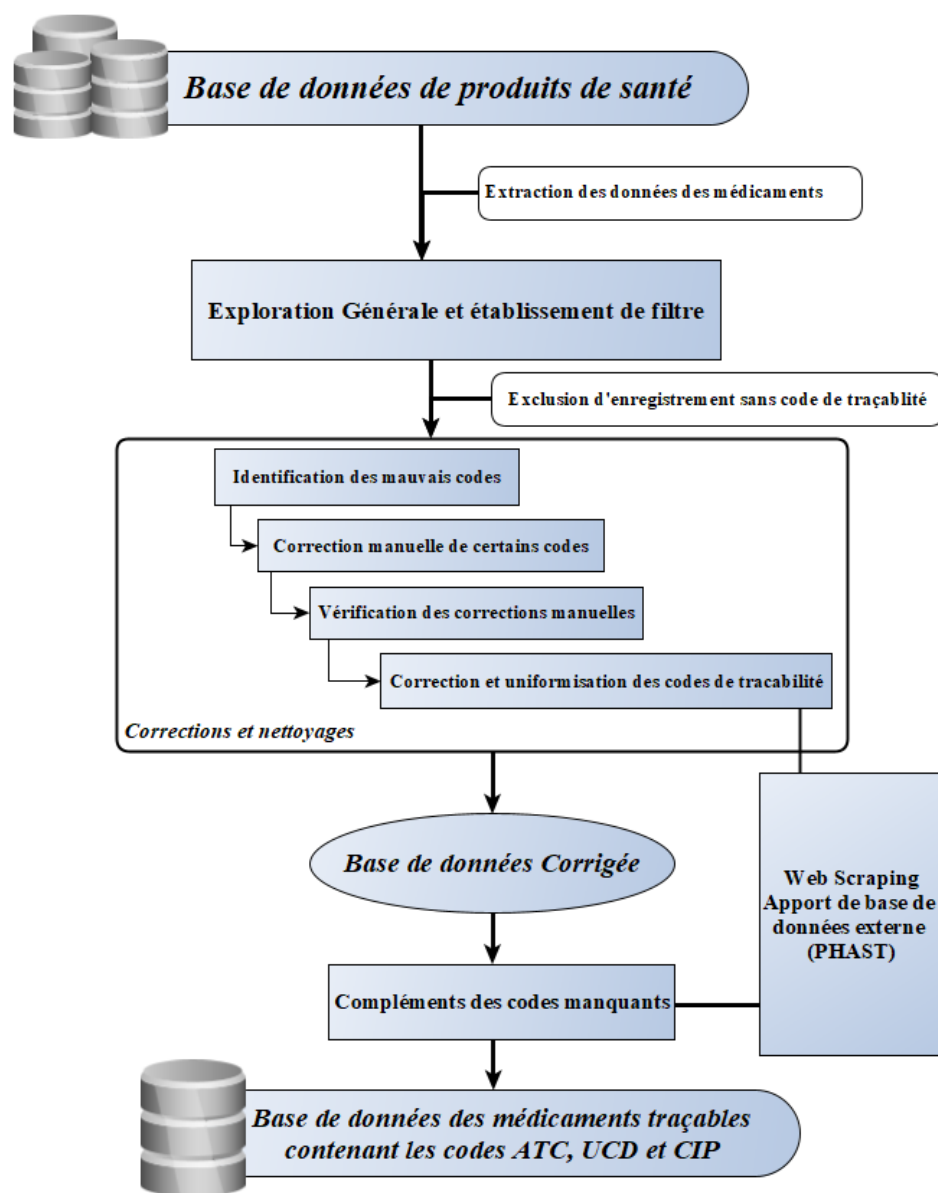 Base de données de produits de santé
Extraction des données des médicaments
Exploration Générale et établissement de filtre
Exclusion d'enregistrement sans code de traçablité
Identification des mauvais codes
Correction manuelle de certains codes
Vérification des corrections manuelles
Correction et uniformisation des codes de tracabilité
Corrections et nettoyages
Base de données Corrigée
Web Scraping
Apport de base de
données externe
(PHAST)
Compléments des codes manquants
Base de données des médicaments traçables
contenant les codes ATC, UCD et CIP